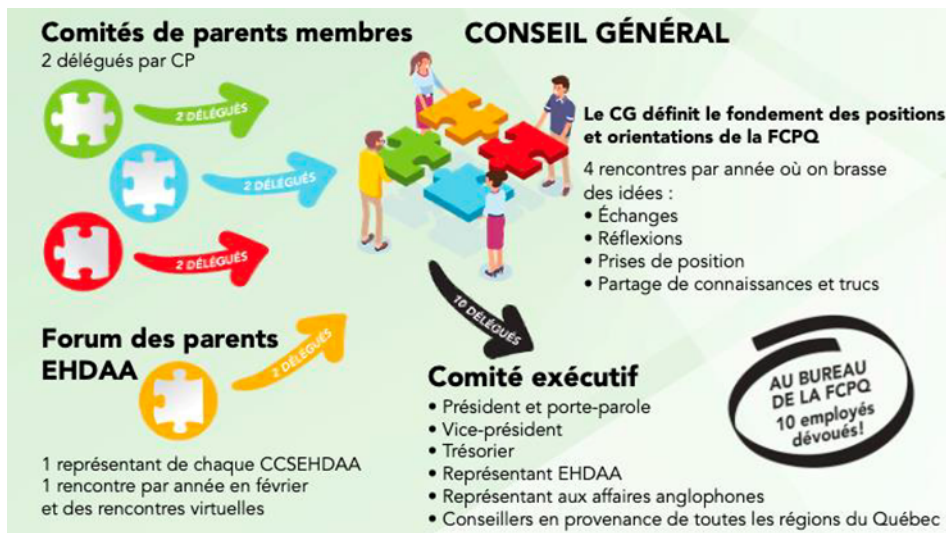 Comités de parents membres
2 délégués par CP
2 DÉLÉGUÉS
2 DÉLÉGUÉS
2 DÉLÉGUÉS
CONSEIL GÉNÉRAL
Le CG définit le fondement des positions
et orientations de la FCPQ
4 rencontres par année où on brasse
des idées :
• Échanges
• Réflexions
• Prises de position
• Partage de connaissances et trucs
Forum des parents
EHDAA
2 DÉLÉGUÉS
1 représentant de chaque CCSEHDAA
1 rencontre par année en février
et des rencontres virtuelles
10 DÉLÉGUÉS
Comité exécutif
• Président et porte-parole
• Vice-président
• Trésorier
• Représentant EHDAA
• Représentant aux affaires anglophones
• Conseillers en provenance de toutes les régions du Québec
AU BUREAU
DE LA FCPQ
10 employés
dévoués!